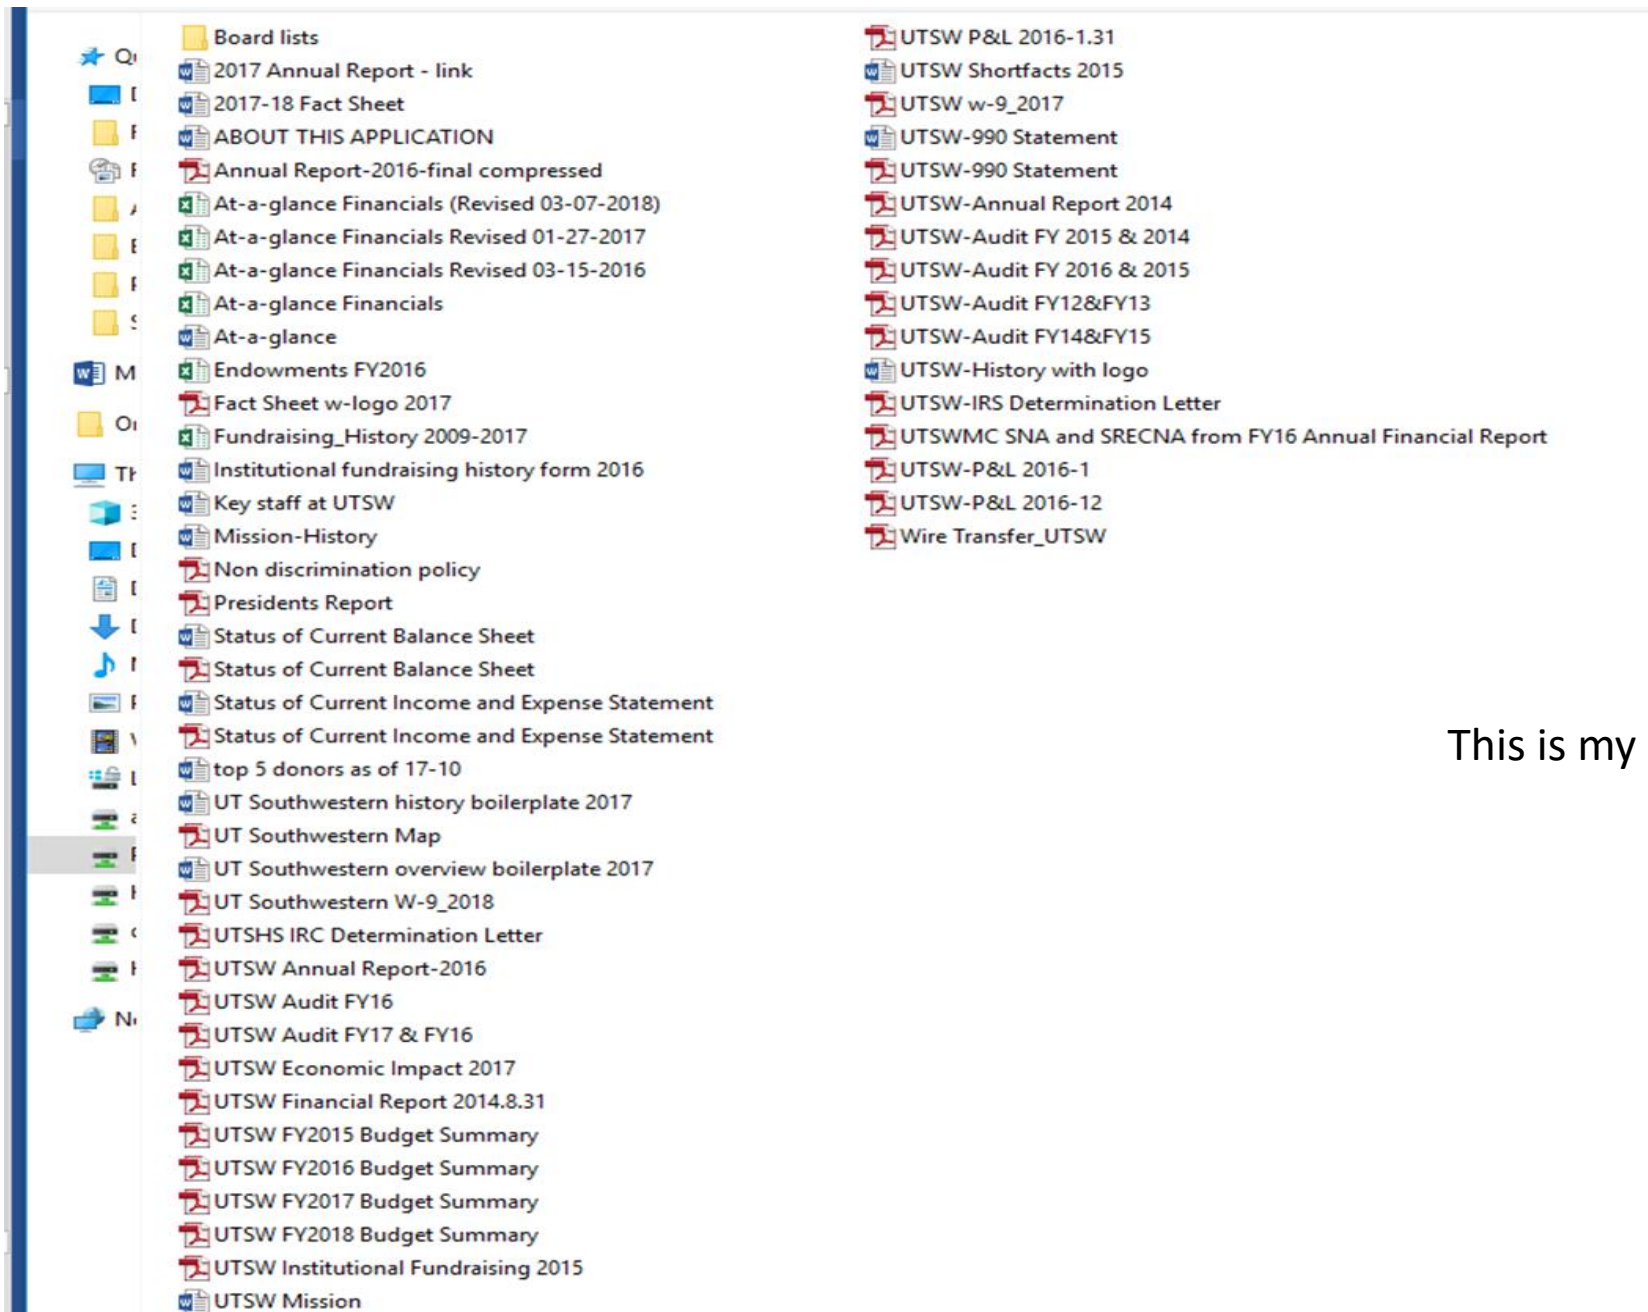 Board lists
2017 Annual Report - link
2017-18 Fact Sheet
ABOUT THIS APPLICATION
Annual Report-2016-final compressed
At-a-glance Financials (Revised 03-07-2018)
At-a-glance Financials Revised 01-27-2017
At-a-glance Financials Revised 03-15-2016
At-a-glance Financials
At-a-glance
Endowments FY2016
Fact Sheet w-logo 2017
Fundraising_History 2009-2017
Institutional fundraising history form 2016
Key staff at UTSW
Mission-History
Non discrimination policy
Presidents Report
Status of Current Balance Sheet
Status of Current Balance Sheet
Status of Current Income and Expense Statement
Status of Current Income and Expense Statement
top 5 donors as of 17-10
UT Southwestern history boilerplate 2017
UT Southwestern Map
UT Southwestern overview boilerplate 2017
UT Southwestern W-9_2018
UTSHS IRC Determination Letter
UTSW Annual Report-2016
UTSW Audit FY16
UTSW Audit FY17 & FY16
UTSW Economic Impact 2017
UTSW Financial Report 2014.8.31
UTSW FY2015 Budget Summary
UTSW FY2016 Budget Summary
UTSW FY2017 Budget Summary
UTSW FY2018 Budget Summary
UTSW Institutional Fundraising 2015
UTSW Mission
UTSW P&L 2016-1.31
UTSW Shortfacts 2015
UTSW w-9_2017
UTSW-990 Statement
UTSW-990 Statement
UTSW-Annual Report 2014
UTSW-Audit FY 2015 & 2014
UTSW-Audit FY 2016 & 2015
UTSW-Audit FY12&FY13
UTSW-Audit FY14&FY15
UTSW-History with logo
UTSW-IRS Determination Letter
UTSWMC SNA and SRECNA from FY16 Annual Financial Report
UTSW-P&L 2016-1
UTSW-P&L 2016-12
Wire Transfer_UTSW
This is my